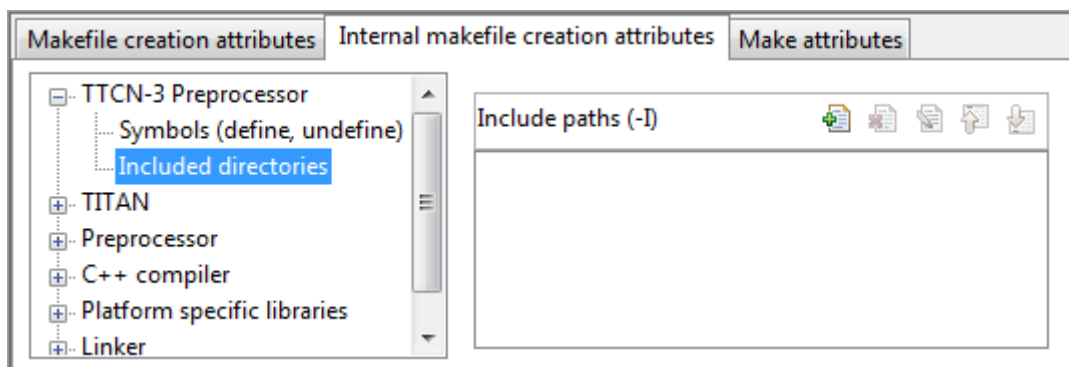 Makefile creation attributes Internal makefile creation attributes Make attributes
TTCN-3 Preprocessor
Symbols (define, undefine)
Included directories
TITAN
Preprocessor
C++ compiler
Platform specific libraries
Linker
Include paths (-I)